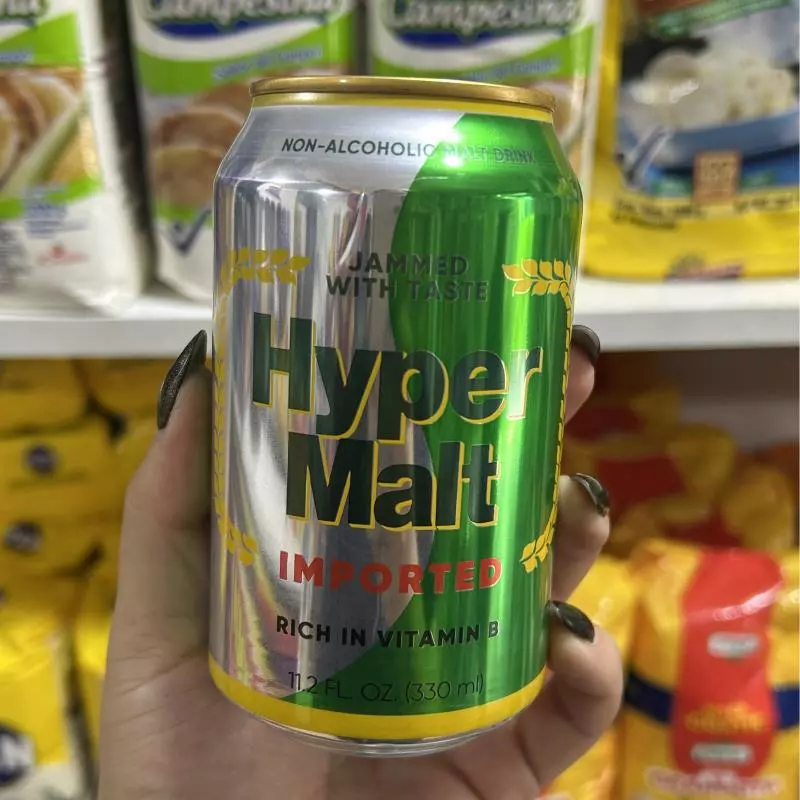 Campesina
Campesina
NON-ALCOHOLIC MALT DRINK
JAMMED
WITH TASTE
Hyper
Malt
IMPORTED
RICH IN VITAMIN B
11.2 FL. OZ. (330 ml)